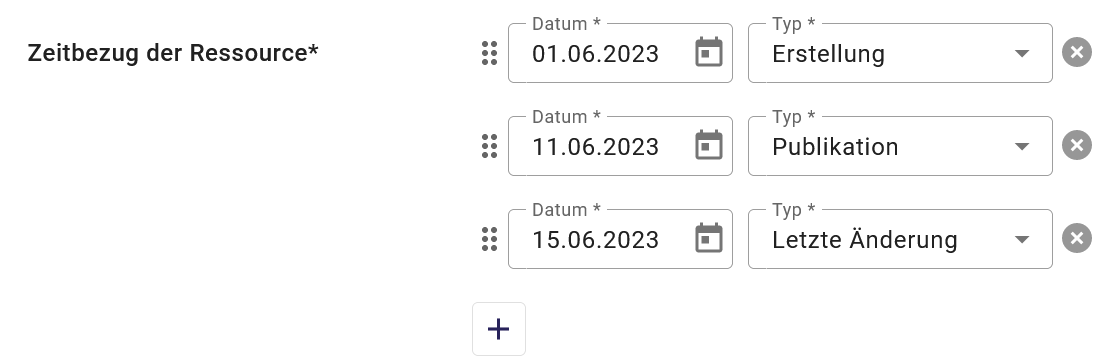 Datum * Typ *
Zeitbezug der Ressource* 01.06.2023 Erstellung
Datum * Typ *
11.06.2023 Publikation
Datum * Typ *
15.06.2023 Letzte Änderung